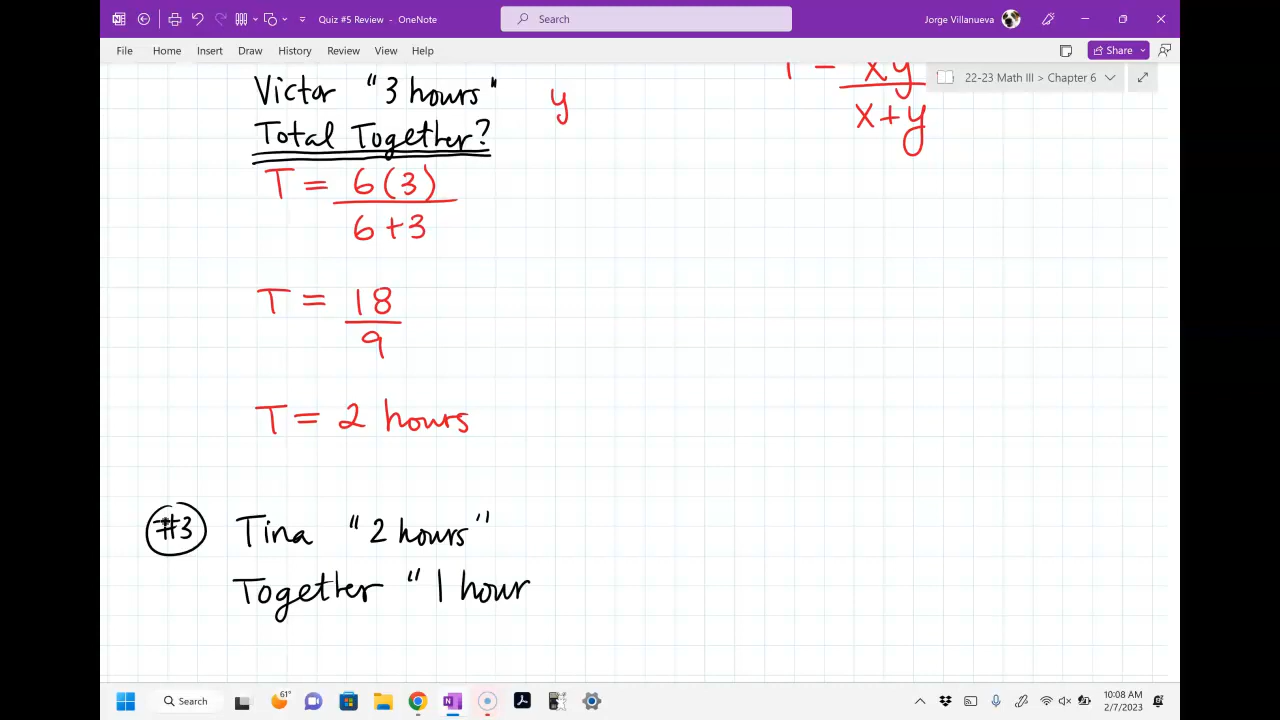 Quiz #5 Review - OneNote
Search
Jorge Villanueva
File Home Insert Draw History Review View Help
Share
22-23 Math III > Chapter 6
Victor "3 hours" y
T = xy / x+y
Total Together?
T = 6(3) / 6+3
T = 18 / 9
T = 2 hours
#3 Tina "2 hours"
Together "1 hour
Search
61°
10:08 AM
2/7/2023